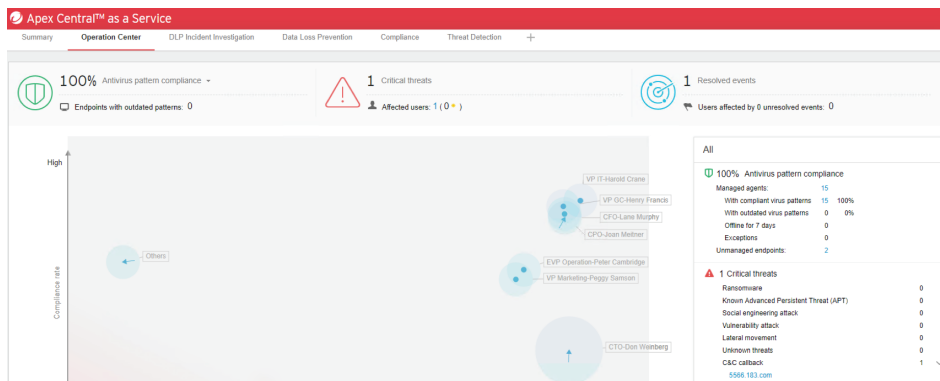 Apex Central™ as a Service
Summary Operation Center DLP Incident Investigation Data Loss Prevention Compliance Threat Detection +
100% Antivirus pattern compliance
Endpoints with outdated patterns: 0
1 Critical threats
Affected users: 1 ( 0 )
1 Resolved events
Users affected by 0 unresolved events: 0
High
Compliance rate
VP IT-Harold Crane
VP GC-Henry Francis
CFO-Lane Murphy
CPO-Joan Meitner
Others
EVP Operation-Peter Cambridge
VP Marketing-Peggy Samson
CTO-Dan Weinberg
All
100% Antivirus pattern compliance
Managed agents: 15
With compliant virus patterns 15 100%
With outdated virus patterns 0 0%
Offline for 7 days 0
Exceptions 0
Unmanaged endpoints: 2
1 Critical threats
Ransomware 0
Known Advanced Persistent Threat (APT) 0
Social engineering attack 0
Vulnerability attack 0
Lateral movement 0
Unknown threats 0
C&C callback 1
5566.183.com